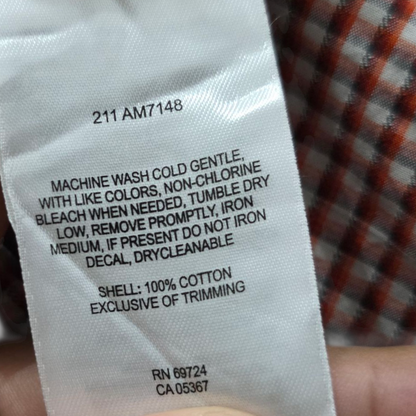 211 AM7148
MACHINE WASH COLD GENTLE,
WITH LIKE COLORS, NON-CHLORINE
BLEACH WHEN NEEDED, TUMBLE DRY
LOW, REMOVE PROMPTLY, IRON
MEDIUM, IF PRESENT DO NOT IRON
DECAL, DRYCLEANABLE
SHELL: 100% COTTON
EXCLUSIVE OF TRIMMING
RN 69724
CA 05367